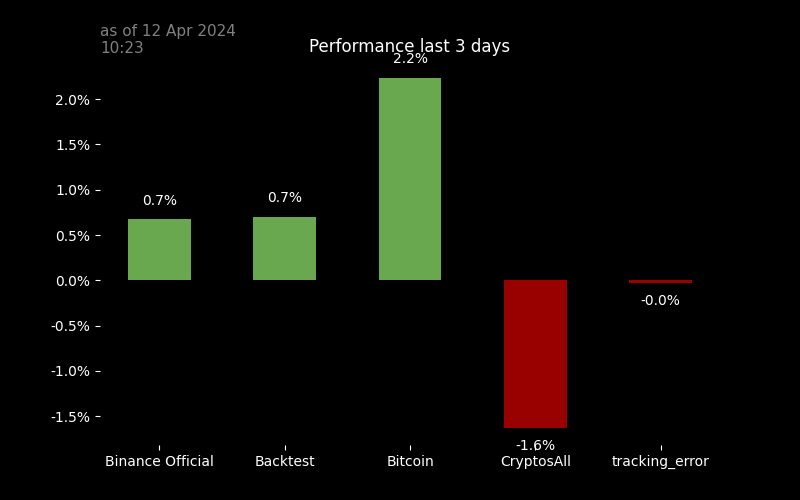 as of 12 Apr 2024
10:23
Performance last 3 days
2.2%
2.0%
1.5%
1.0%
0.5%
0.0%
-0.5%
-1.0%
-1.5%
0.7%
0.7%
-1.6%
-0.0%
Binance Official
Backtest
Bitcoin
CryptosAll
tracking_error